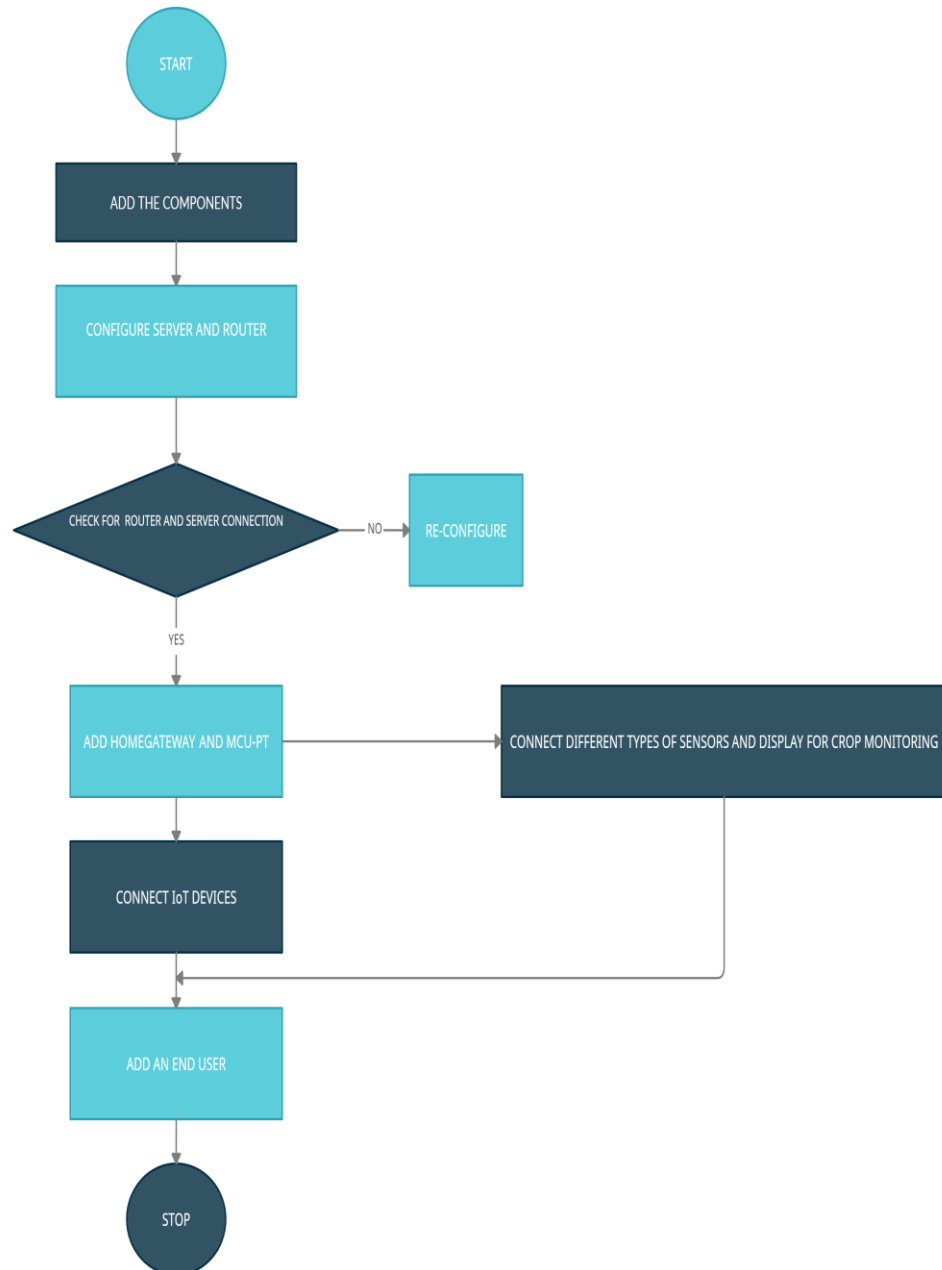 START
ADD THE COMPONENTS
CONFIGURE SERVER AND ROUTER
CHECK FOR ROUTER AND SERVER CONNECTION
NO
RE-CONFIGURE
YES
ADD HOMEGATEWAY AND MCU-PT
CONNECT DIFFERENT TYPES OF SENSORS AND DISPLAY FOR CROP MONITORING
CONNECT IoT DEVICES
ADD AN END USER
STOP